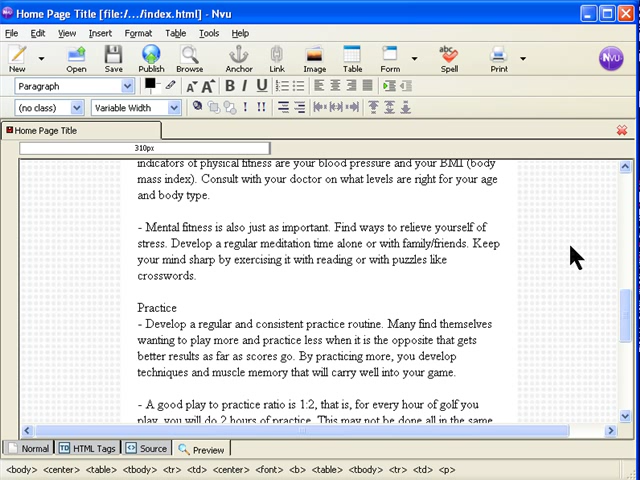 Home Page Title [file:/.../index.html] - Nvu
File Edit View Insert Format Table Tools Help
New Open Save Publish Browse Anchor Link Image Table Form Spell Print NVU
Paragraph A A B I U
(no class) Variable Width ! !!
Home Page Title
310px
indicators of physical fitness are your blood pressure and your BMI (body
mass index). Consult with your doctor on what levels are right for your age
and body type.
- Mental fitness is also just as important. Find ways to relieve yourself of
stress. Develop a regular meditation time alone or with family/friends. Keep
your mind sharp by exercising it with reading or with puzzles like
crosswords.
Practice
- Develop a regular and consistent practice routine. Many find themselves
wanting to play more and practice less when it is the opposite that gets
better results as far as scores go. By practicing more, you develop
techniques and muscle memory that will carry well into your game.
- A good play to practice ratio is 1:2, that is, for every hour of golf you
play, you will do 2 hours of practice. This may not be done all in the same
Normal HTML Tags Source Preview
<body> <center> <table> <tbody> <tr> <td> <center> <font> <b> <table> <tbody> <tr> <td> <p>